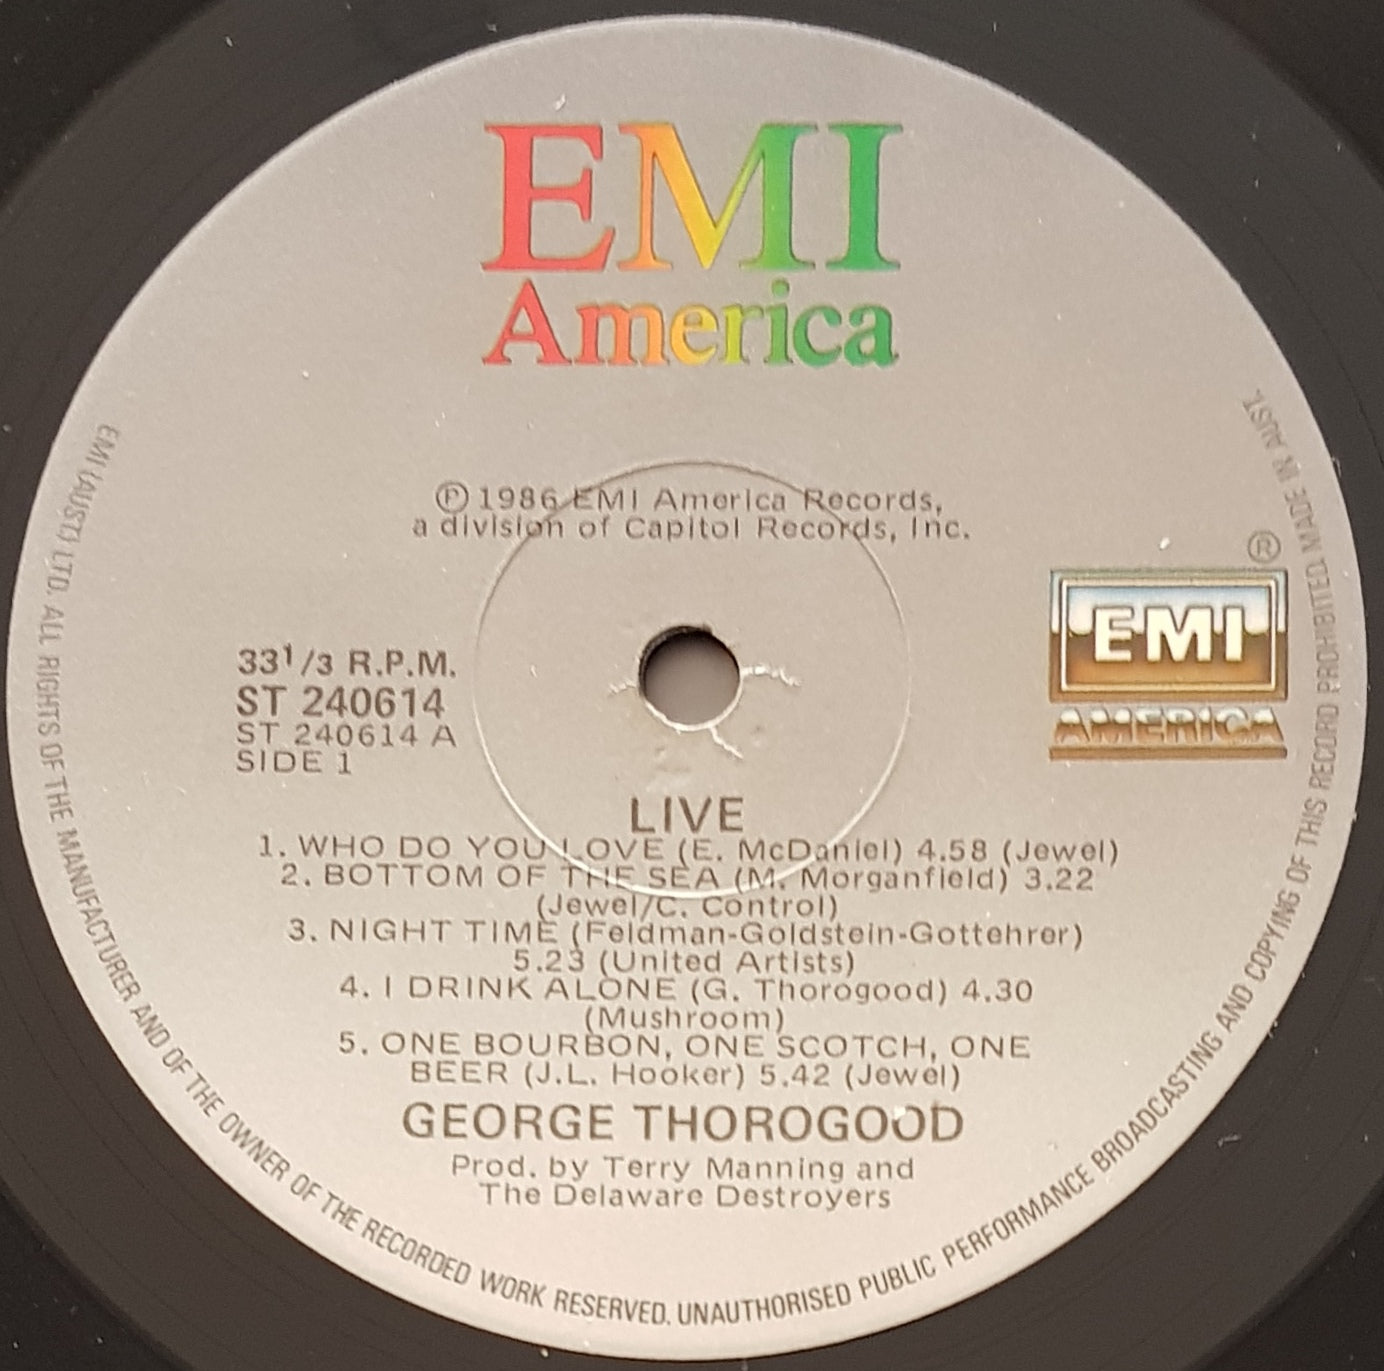 EMI
America
℗ 1986 EMI America Records,
a division of Capitol Records, Inc.
®
EMI
AMERICA
33 1/3 R.P.M.
ST 240614
ST 240614 A
SIDE 1
LIVE
1. WHO DO YOU LOVE (E. McDaniel) 4.58 (Jewel)
2. BOTTOM OF THE SEA (M. Morganfield) 3.22
(Jewel/C. Control)
3. NIGHT TIME (Feldman-Goldstein-Gottehrer)
5.23 (United Artists)
4. I DRINK ALONE (G. Thorogood) 4.30
(Mushroom)
5. ONE BOURBON, ONE SCOTCH, ONE
BEER (J.L. Hooker) 5.42 (Jewel)
GEORGE THOROGOOD
Prod. by Terry Manning and
The Delaware Destroyers
EMI (AUST) LTD. ALL RIGHTS OF THE MANUFACTURER AND OF THE OWNER OF THE RECORDED WORK RESERVED. UNAUTHORISED PUBLIC PERFORMANCE BROADCASTING AND COPYING OF THIS RECORD PROHIBITED. MADE IN AUST.